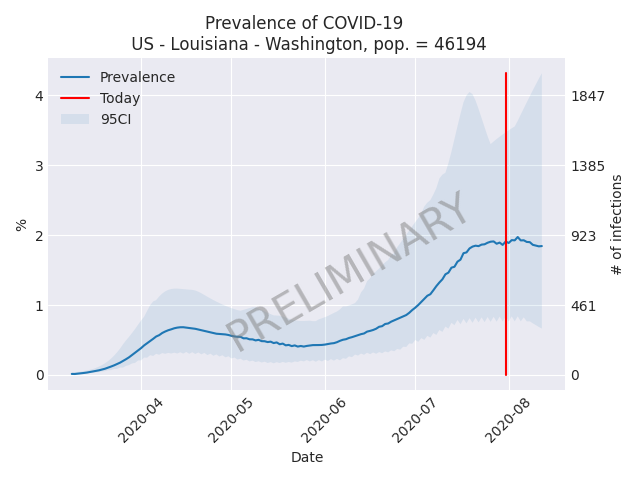 Prevalence of COVID-19
US - Louisiana - Washington, pop. = 46194
Prevalence
Today
95CI
4
3
2
1
0
%
1847
1385
923
461
0
# of infections
PRELIMINARY
2020-04
2020-05
2020-06
2020-07
2020-08
Date